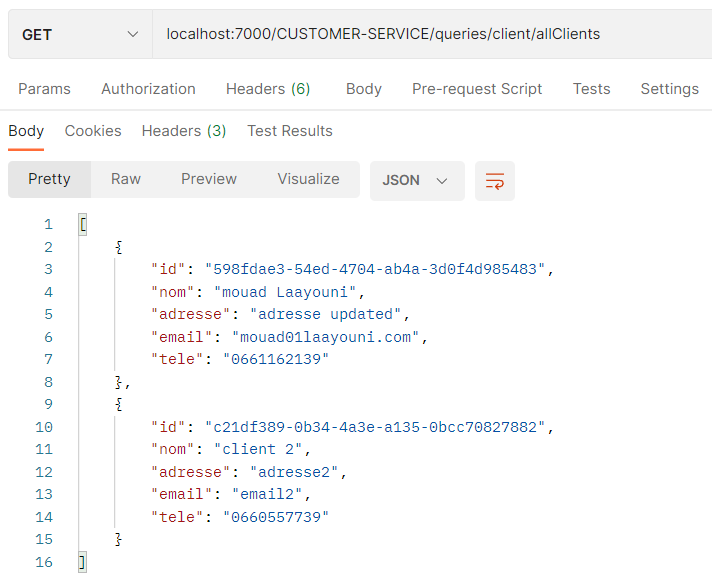 GET localhost:7000/CUSTOMER-SERVICE/queries/client/allClients
Params Authorization Headers (6) Body Pre-request Script Tests Settings
Body Cookies Headers (3) Test Results
Pretty Raw Preview Visualize JSON
1 [
2 {
3 "id": "598fdae3-54ed-4704-ab4a-3d0f4d985483",
4 "nom": "mouad Laayouni",
5 "adresse": "adresse updated",
6 "email": "mouad01laayouni.com",
7 "tele": "0661162139"
8 },
9 {
10 "id": "c21df389-0b34-4a3e-a135-0bcc70827882",
11 "nom": "client 2",
12 "adresse": "adresse2",
13 "email": "email2",
14 "tele": "0660557739"
15 }
16 ]